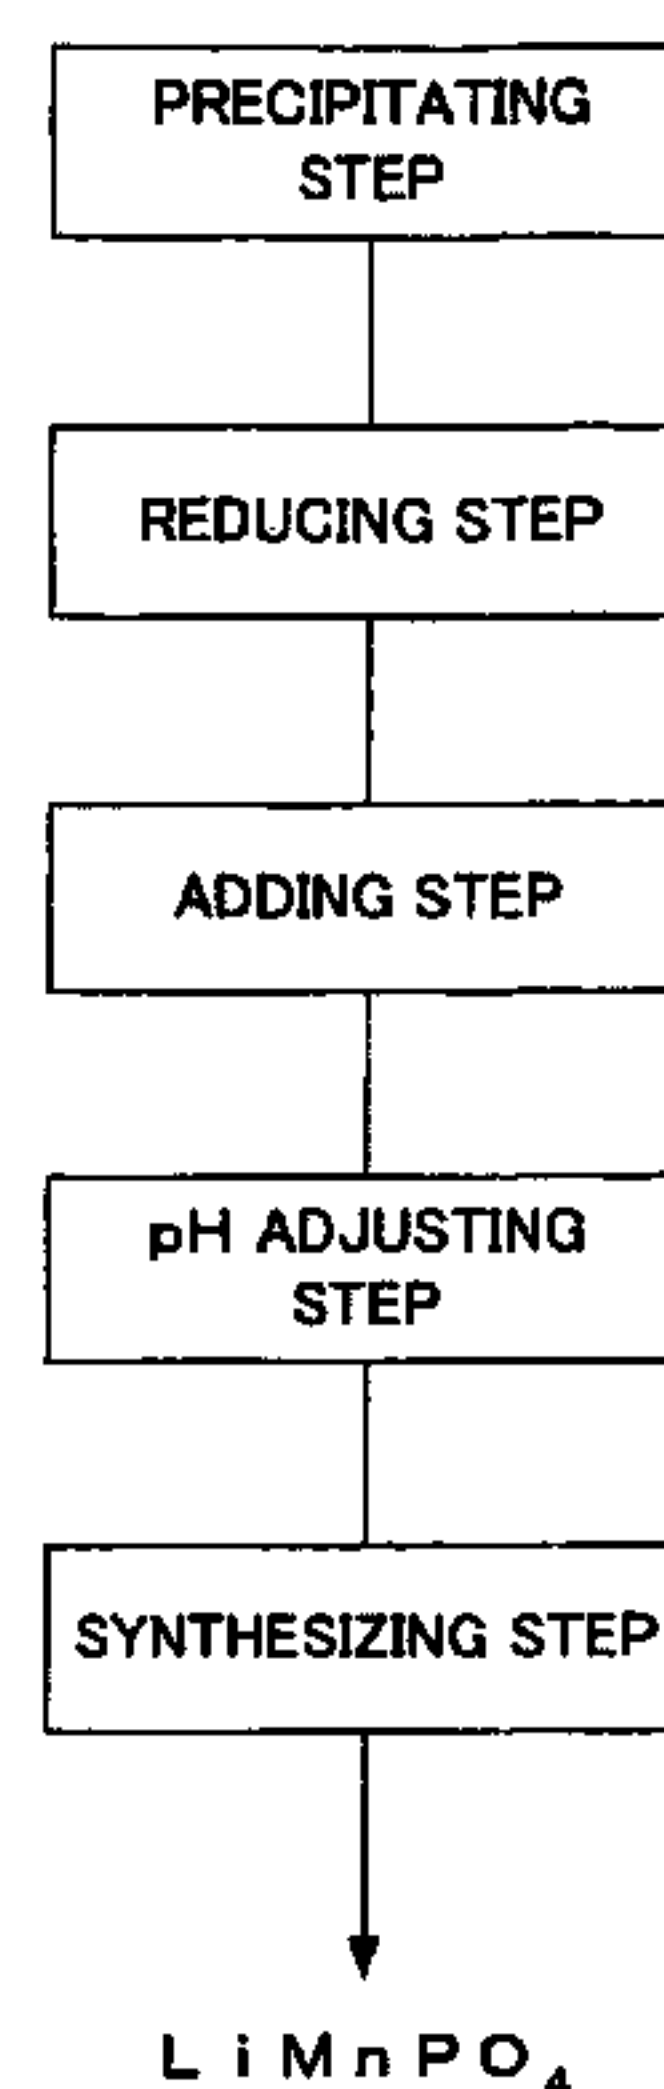 PRECIPITATING
STEP
REDUCING STEP
ADDING STEP
pH ADJUSTING
STEP
SYNTHESIZING STEP
LiMnPO₄